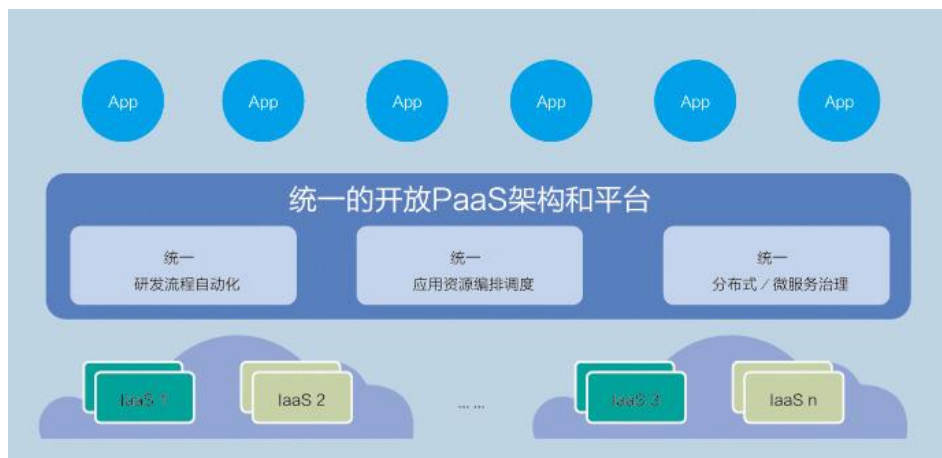 App App App App App App
统一的开放PaaS架构和平台
统一 统一 统一
研发流程自动化 应用资源编排调度 分布式／微服务治理
IaaS 1 IaaS 2 …… IaaS 3 IaaS n